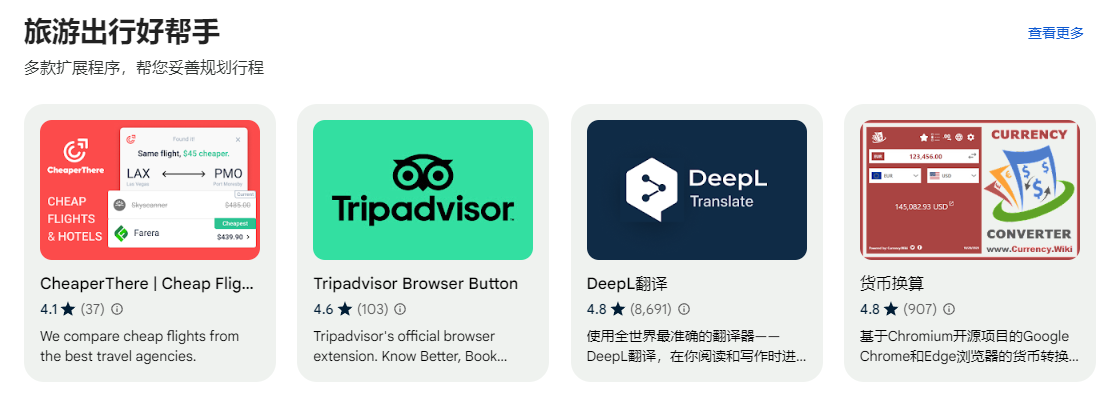 旅游出行好帮手
查看更多
多款扩展程序，帮您妥善规划行程
CheaperThere
CHEAP
FLIGHTS
& HOTELS
Found it!
Same flight, $45 cheaper.
LAX
PMO
Las Vegas
Port Moresby
Current
Skyscanner
$485.00
Cheapest
Farera
$439.90
Tripadvisor
DeepL
Translate
EUR
123,456.00
EUR
USD
145,082.93 USD
CURRENCY
CONVERTER
www.Currency.Wiki
CheaperThere | Cheap Flig...
4.1 (37)
We compare cheap flights from
the best travel agencies.
Tripadvisor Browser Button
4.6 (103)
Tripadvisor's official browser
extension. Know Better, Book...
DeepL翻译
4.8 (8,691)
使用全世界最准确的翻译器——
DeepL翻译，在你阅读和写作时进...
货币换算
4.8 (907)
基于Chromium开源项目的Google
Chrome和Edge浏览器的货币转换...